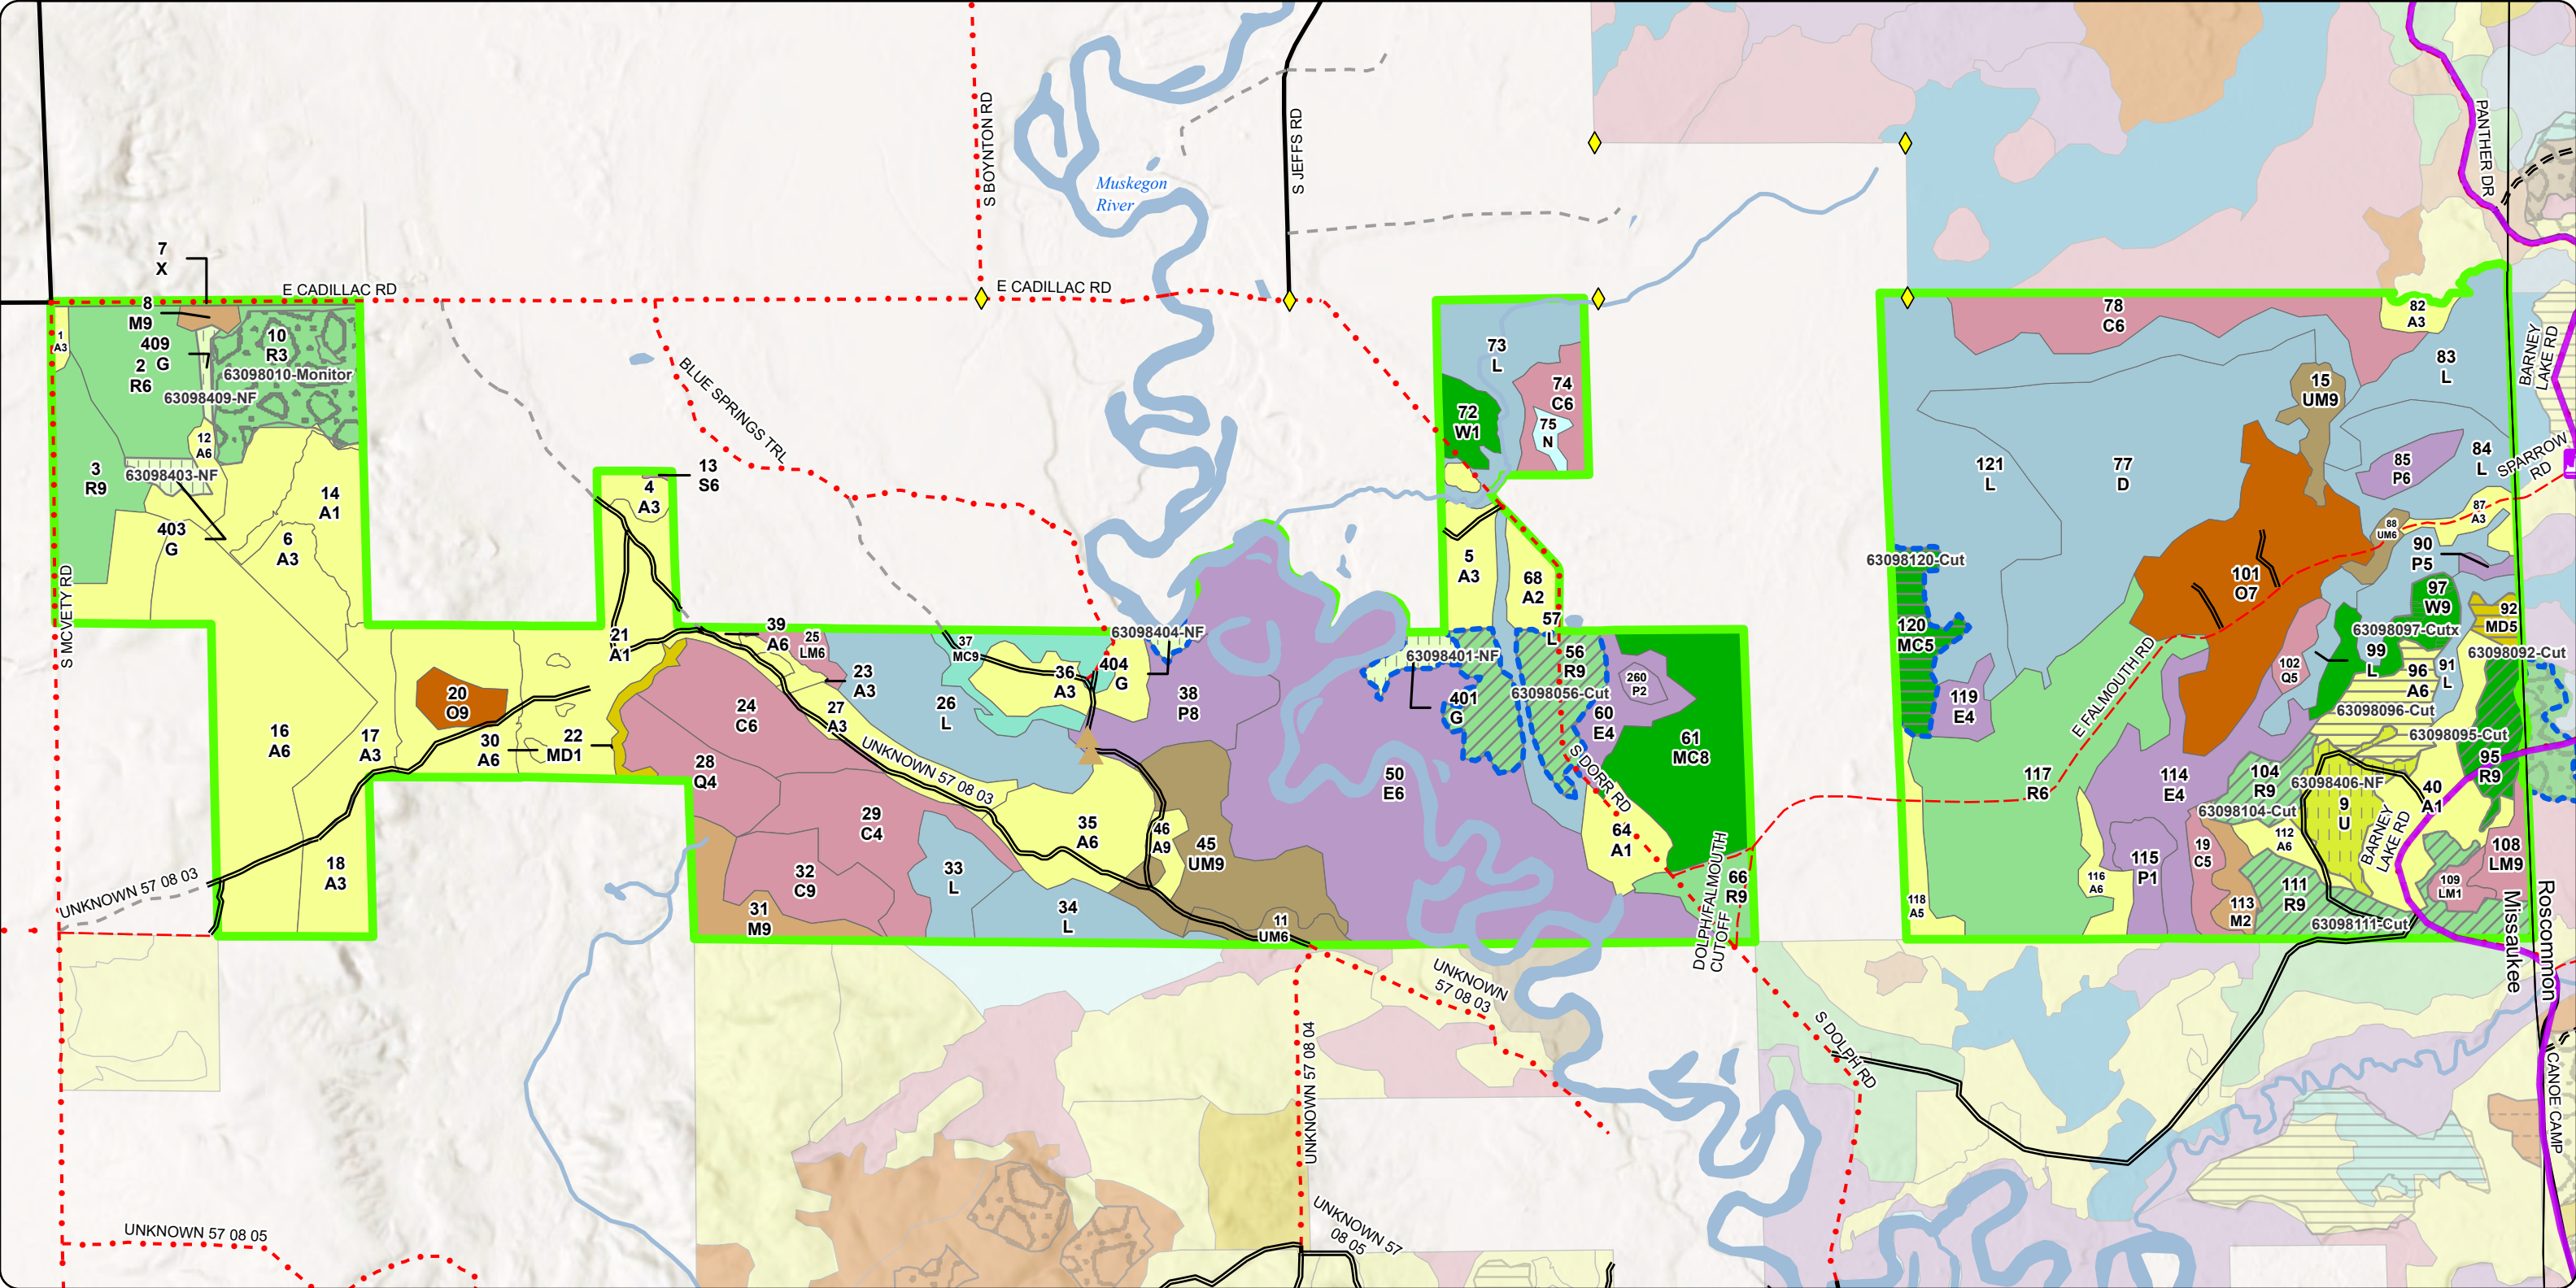 PANTHER DR
S BOYNTON RD
S JEFFS RD
Muskegon
River
7
X
E CADILLAC RD
E CADILLAC RD
8
M9
1
A3
409
G
2
R6
10
R3
63098010-Monitor
63098409-NF
12
A6
3
R9
63098403-NF
14
A1
403
G
6
A3
S MCVETY RD
BLUE SPRINGS TRL
13
S6
4
A3
73
L
74
C6
72
W1
75
N
5
A3
68
A2
57
L
78
C6
82
A3
83
L
BARNEY
LAKE RD
15
UM9
121
L
77
D
85
P6
84
L
SPARROW
RD
87
A3
88
UM6
90
P5
63098120-Cut
101
O7
97
W9
92
MD5
120
MC5
63098097-Cutx
99
L
96
A6
91
L
63098092-Cut
102
Q5
119
E4
63098096-Cut
63098095-Cut
E FALMOUTH RD
21
A1
39
A6
25
LM6
23
A3
37
MC9
36
A3
404
G
63098404-NF
38
P8
63098401-NF
401
G
56
R9
63098056-Cut
260
P2
60
E4
61
MC8
20
O9
24
C6
27
A3
26
L
16
A6
17
A3
30
A6
22
MD1
28
Q4
UNKNOWN 57 08 03
50
E6
S DORR RD
95
R9
117
R6
114
E4
104
R9
63098406-NF
9
U
40
A1
63098104-Cut
BARNEY
LAKE RD
112
A6
29
C4
35
A6
46
A9
45
UM9
64
A1
18
A3
32
C9
33
L
66
R9
DOLPH/FALMOUTH
CUTOFF
19
C5
115
P1
116
A6
118
A5
113
M2
111
R9
108
LM9
109
LM1
63098111-Cut
UNKNOWN 57 08 03
31
M9
34
L
11
UM6
Missaukee
Roscommon
UNKNOWN
57 08 03
UNKNOWN 57 08 04
S DOLPH RD
CANOE CAMP
UNKNOWN 57 08 05
UNKNOWN 57
08 05